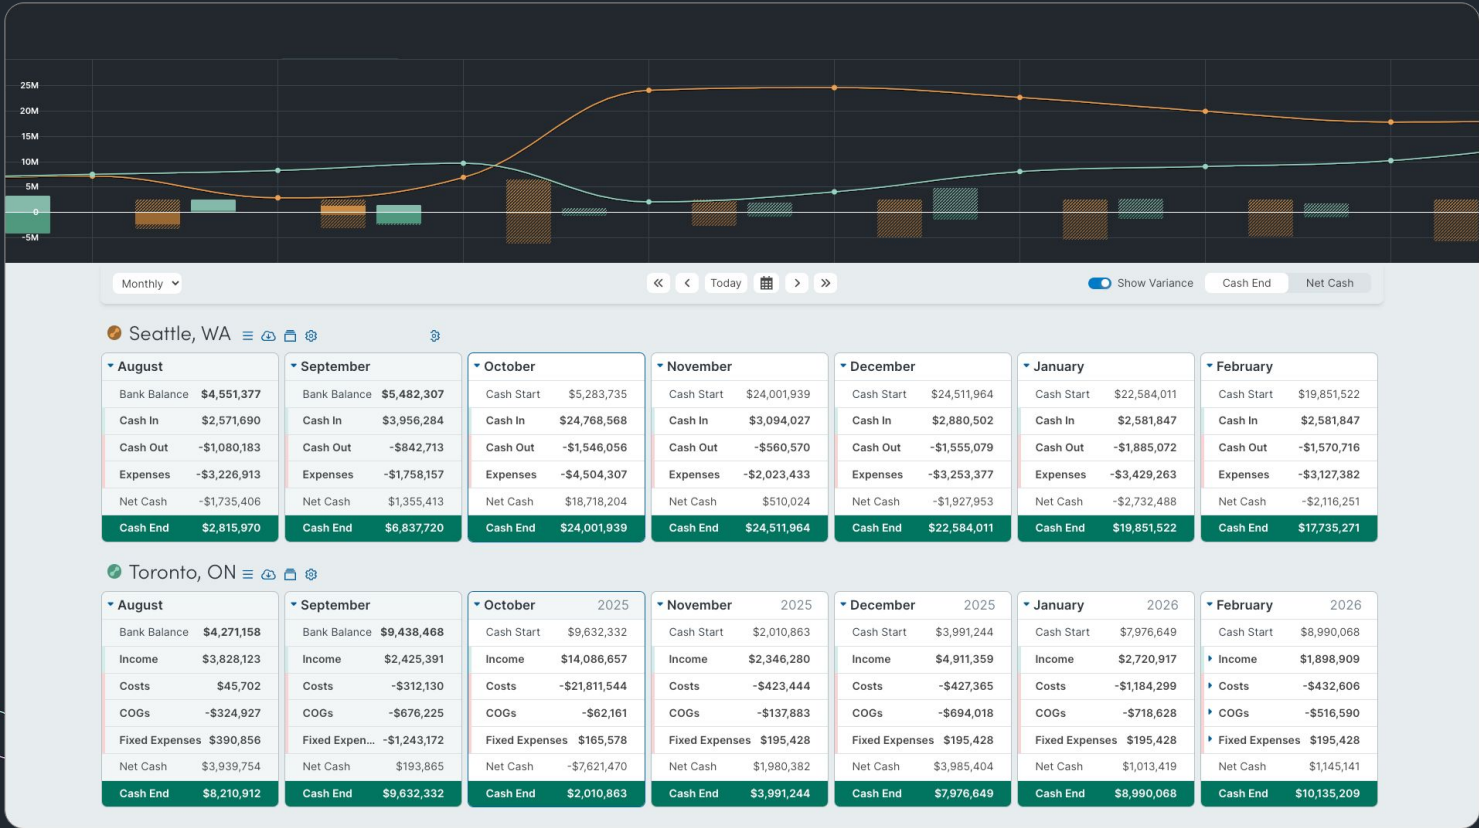 25M
20M
15M
10M
5M
0
-5M
Monthly Today Show Variance Cash End Net Cash
Seattle, WA
August September October November December January February
Bank Balance $4,551,377 Bank Balance $5,482,307 Cash Start $5,283,735 Cash Start $24,001,939 Cash Start $24,511,964 Cash Start $22,584,011 Cash Start $19,851,522
Cash In $2,571,690 Cash In $3,956,284 Cash In $24,768,568 Cash In $3,094,027 Cash In $2,880,502 Cash In $2,581,847 Cash In $2,581,847
Cash Out -$1,080,183 Cash Out -$842,713 Cash Out -$1,546,056 Cash Out -$560,570 Cash Out -$1,555,079 Cash Out -$1,885,072 Cash Out -$1,570,716
Expenses -$3,226,913 Expenses -$1,758,157 Expenses -$4,504,307 Expenses -$2,023,433 Expenses -$3,253,377 Expenses -$3,429,263 Expenses -$3,127,382
Net Cash -$1,735,406 Net Cash $1,355,413 Net Cash $18,718,204 Net Cash $510,024 Net Cash -$1,927,953 Net Cash -$2,732,488 Net Cash -$2,116,251
Cash End $2,815,970 Cash End $6,837,720 Cash End $24,001,939 Cash End $24,511,964 Cash End $22,584,011 Cash End $19,851,522 Cash End $17,735,271
Toronto, ON
August September October 2025 November 2025 December 2025 January 2026 February 2026
Bank Balance $4,271,158 Bank Balance $9,438,468 Cash Start $9,632,332 Cash Start $2,010,863 Cash Start $3,991,244 Cash Start $7,976,649 Cash Start $8,990,068
Income $3,828,123 Income $2,425,391 Income $14,086,657 Income $2,346,280 Income $4,911,359 Income $2,720,917 Income $1,898,909
Costs $45,702 Costs -$312,130 Costs -$21,811,544 Costs -$423,444 Costs -$427,365 Costs -$1,184,299 Costs -$432,606
COGs -$324,927 COGs -$676,225 COGs -$62,161 COGs -$137,883 COGs -$694,018 COGs -$718,628 COGs -$516,590
Fixed Expenses $390,856 Fixed Expen... -$1,243,172 Fixed Expenses $165,578 Fixed Expenses $195,428 Fixed Expenses $195,428 Fixed Expenses $195,428 Fixed Expenses $195,428
Net Cash $3,939,754 Net Cash $193,865 Net Cash -$7,621,470 Net Cash $1,980,382 Net Cash $3,985,404 Net Cash $1,013,419 Net Cash $1,145,141
Cash End $8,210,912 Cash End $9,632,332 Cash End $2,010,863 Cash End $3,991,244 Cash End $7,976,649 Cash End $8,990,068 Cash End $10,135,209